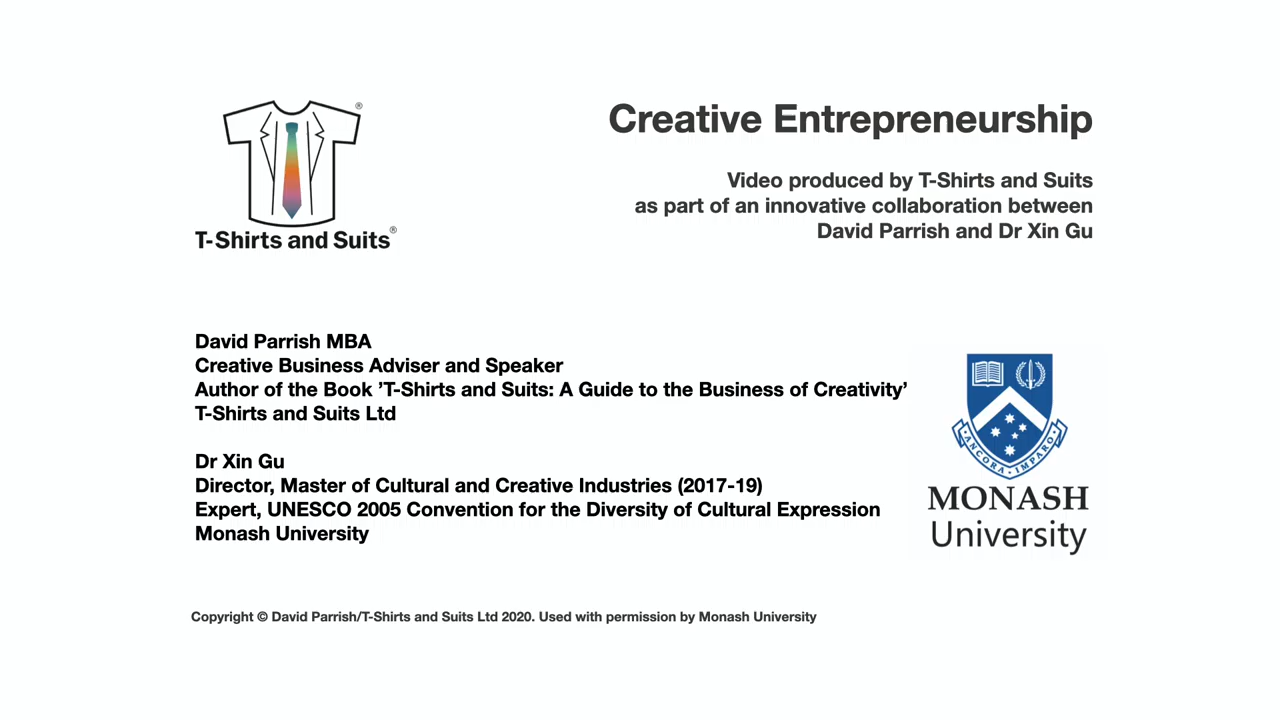 ®
T-Shirts and Suits®
Creative Entrepreneurship
Video produced by T-Shirts and Suits
as part of an innovative collaboration between
David Parrish and Dr Xin Gu
David Parrish MBA
Creative Business Adviser and Speaker
Author of the Book ’T-Shirts and Suits: A Guide to the Business of Creativity’
T-Shirts and Suits Ltd
Dr Xin Gu
Director, Master of Cultural and Creative Industries (2017-19)
Expert, UNESCO 2005 Convention for the Diversity of Cultural Expression
Monash University
ANCORA · IMPARO
MONASH
University
Copyright © David Parrish/T-Shirts and Suits Ltd 2020. Used with permission by Monash University